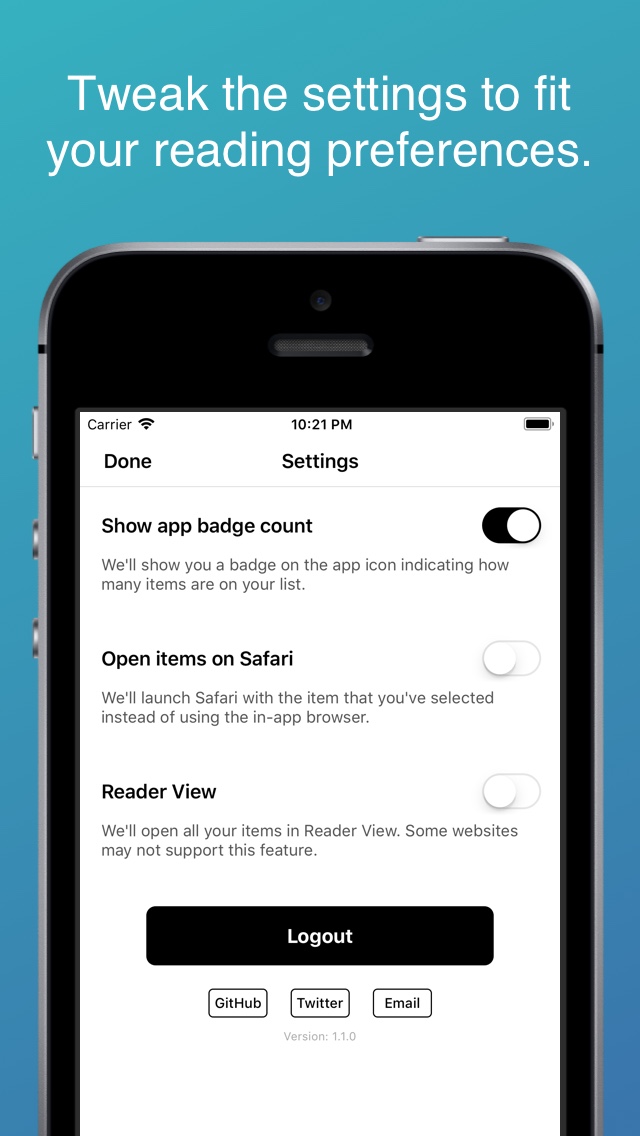 Tweak the settings to fit
your reading preferences.
Carrier 10:21 PM
Done Settings
Show app badge count
We'll show you a badge on the app icon indicating how
many items are on your list.
Open items on Safari
We'll launch Safari with the item that you've selected
instead of using the in-app browser.
Reader View
We'll open all your items in Reader View. Some websites
may not support this feature.
Logout
GitHub Twitter Email
Version: 1.1.0